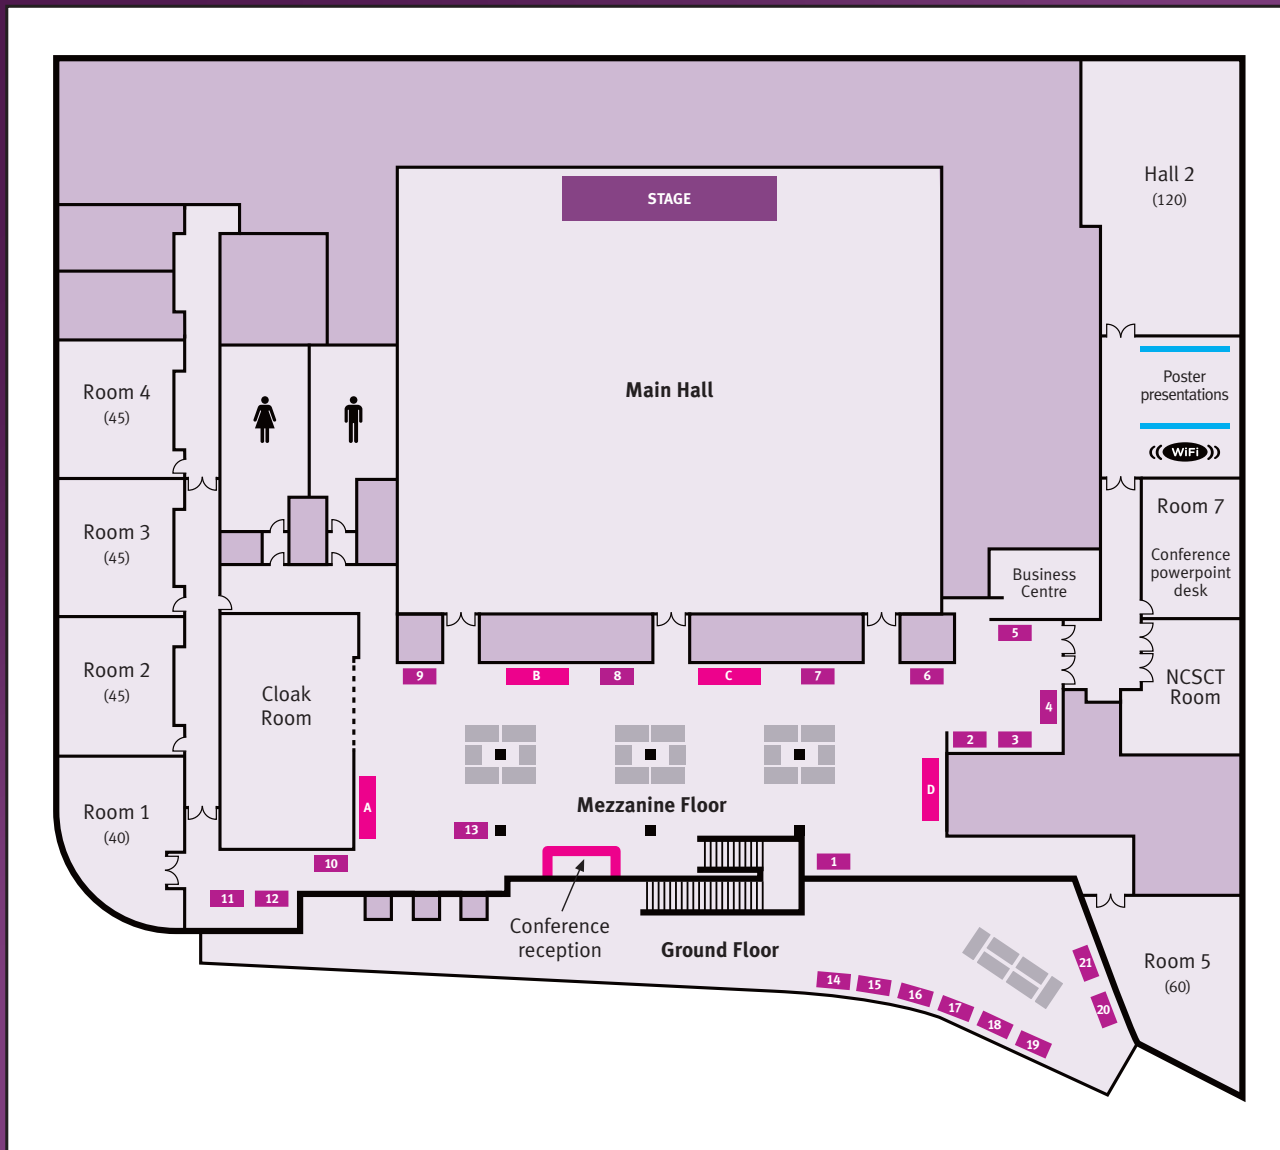 STAGE
Hall 2
(120)
Main Hall
Room 4
(45)
Poster
presentations
WiFi
Room 3
(45)
Room 7
Conference
powerpoint
desk
Business
Centre
5
Room 2
(45)
Cloak
Room
9
B
8
C
7
6
4
NCSCT
Room
2
3
Room 1
(40)
A
Mezzanine Floor
D
13
10
1
11
12
Conference
reception
Ground Floor
Room 5
(60)
14
15
16
17
18
19
20
21